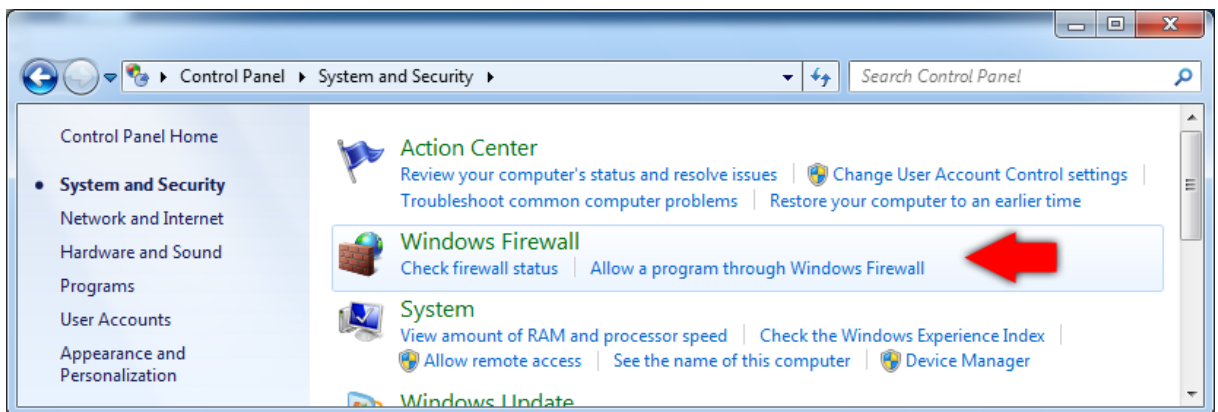 Control Panel System and Security Search Control Panel
Control Panel Home
System and Security
Network and Internet
Hardware and Sound
Programs
User Accounts
Appearance and
Personalization
Action Center
Review your computer's status and resolve issues Change User Account Control settings
Troubleshoot common computer problems Restore your computer to an earlier time
Windows Firewall
Check firewall status Allow a program through Windows Firewall
System
View amount of RAM and processor speed Check the Windows Experience Index
Allow remote access See the name of this computer Device Manager
Windows Update